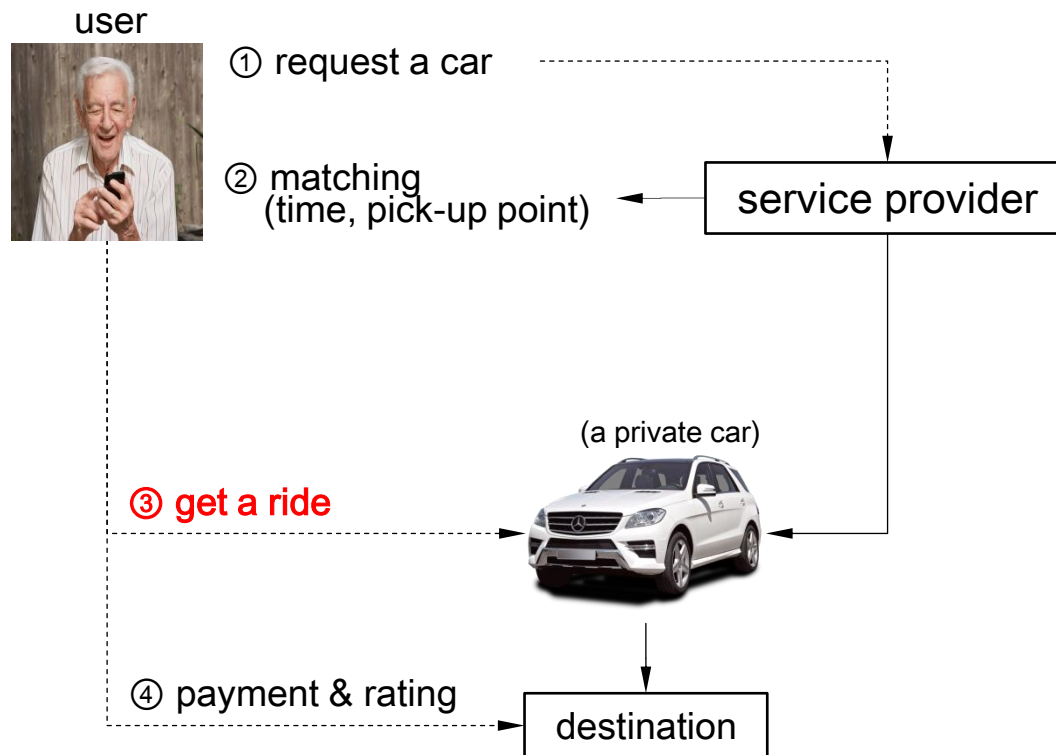 user
① request a car
② matching
(time, pick-up point)
service provider
(a private car)
③ get a ride
④ payment & rating
destination